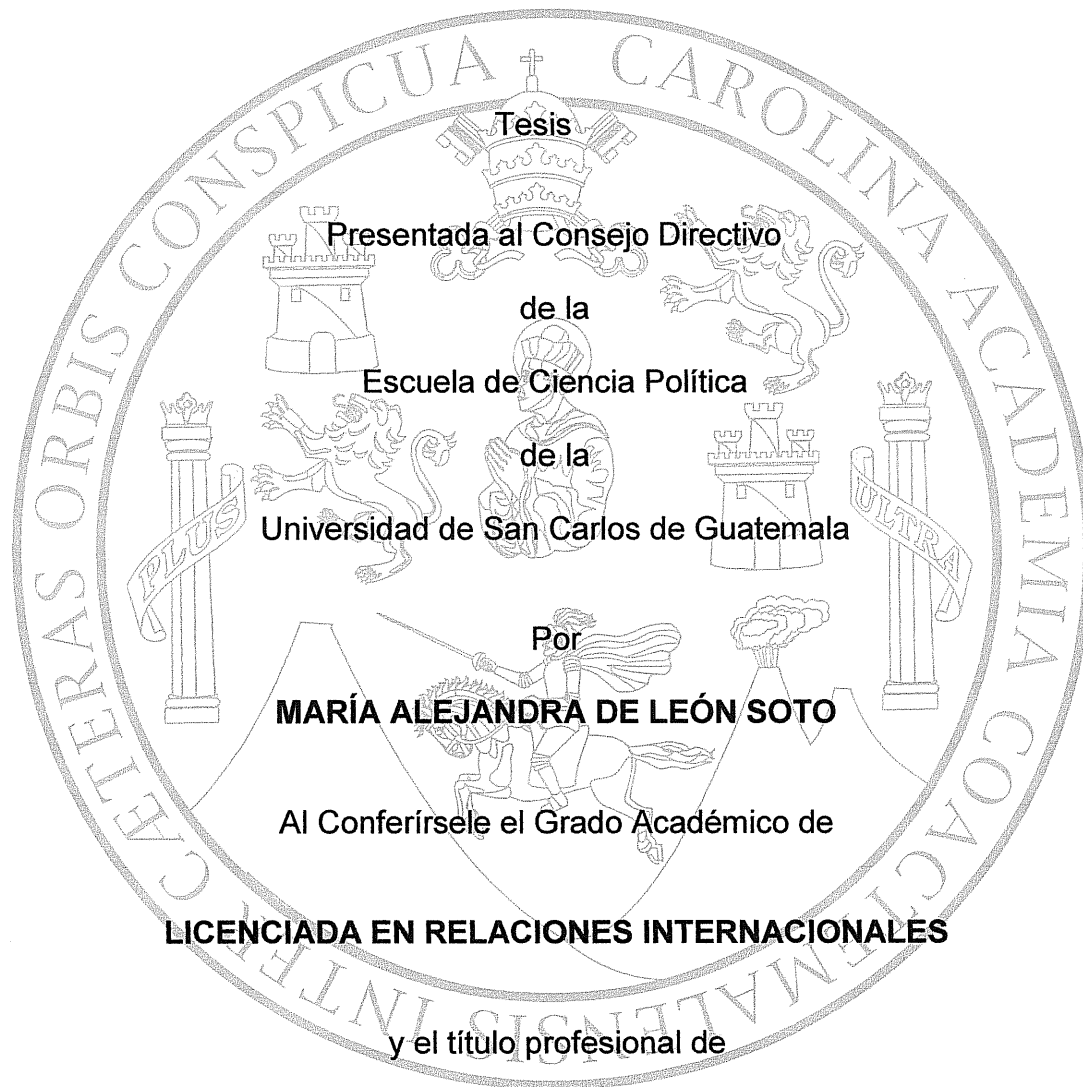 Tesis
Presentada al Consejo Directivo
de la
Escuela de Ciencia Política
de la
Universidad de San Carlos de Guatemala
Por
MARÍA ALEJANDRA DE LEÓN SOTO
Al Conferírsele el Grado Académico de
LICENCIADA EN RELACIONES INTERNACIONALES
y el título profesional de
CAROLINA ACADEMIA COACTEMALENSIS INTER CÆTERAS ORBIS CONSPICUA
PLUS
ULTRA